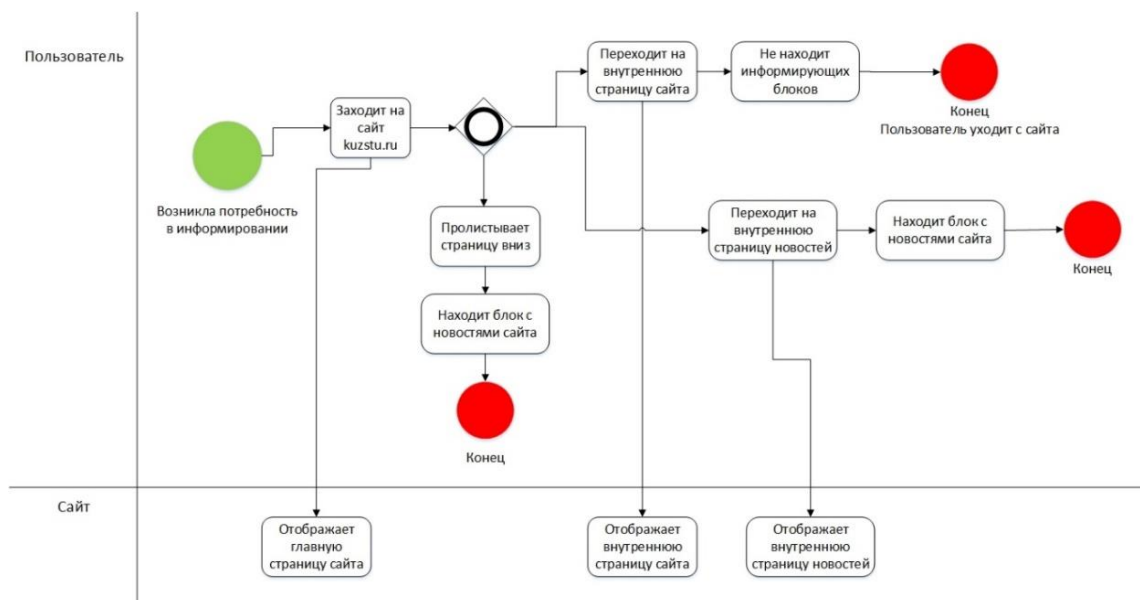 Пользователь
Возникла потребность
в информировании
Заходит на
сайт
kuzstu.ru
Переходит на
внутреннюю
страницу сайта
Не находит
информирующих
блоков
Конец
Пользователь уходит с сайта
Пролистывает
страницу вниз
Находит блок с
новостями сайта
Конец
Переходит на
внутреннюю
страницу новостей
Находит блок с
новостями сайта
Конец
Сайт
Отображает
главную
страницу сайта
Отображает
внутреннюю
страницу сайта
Отображает
внутреннюю
страницу новостей